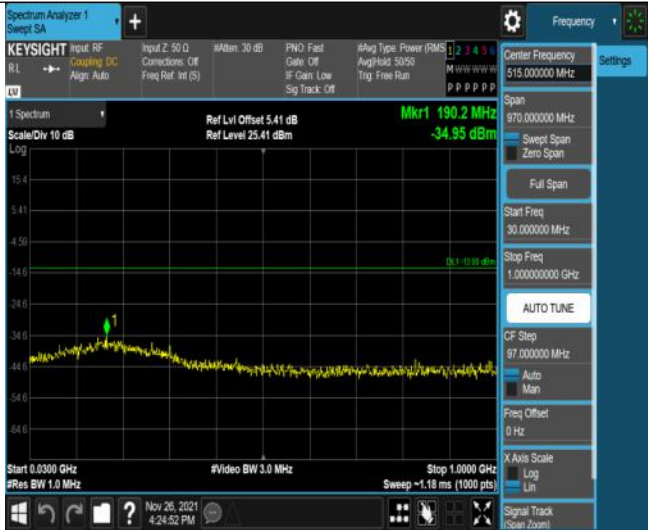 Spectrum Analyzer 1
Swept SA
Frequency
KEYSIGHT
RL
LV
Input: RF
Coupling: DC
Align: Auto
Input Z: 50 Ω
Corrections: Off
Freq Ref: Int (S)
#Atten: 30 dB
PNO: Fast
Gate: Off
IF Gain: Low
Sig Track: Off
#Avg Type: Power (RMS
Avg|Hold: 50/50
Trig: Free Run
1 2 3 4 5 6
M W W W W W
P P P P P P
1 Spectrum
Scale/Div 10 dB
Log
Ref Lvl Offset 5.41 dB
Ref Level 25.41 dBm
Mkr1 190.2 MHz
-34.95 dBm
15.4
5.41
-4.59
DL1 -13.00 dBm
-14.6
-24.6
1
-34.6
-44.6
-54.6
-64.6
Start 0.0300 GHz
#Res BW 1.0 MHz
#Video BW 3.0 MHz
Stop 1.0000 GHz
Sweep ~1.18 ms (1000 pts)
Nov 26, 2021
4:24:52 PM
?
Center Frequency
515.000000 MHz
Settings
Span
970.000000 MHz
Swept Span
Zero Span
Full Span
Start Freq
30.000000 MHz
Stop Freq
1.000000000 GHz
AUTO TUNE
CF Step
97.000000 MHz
Auto
Man
Freq Offset
0 Hz
X Axis Scale
Log
Lin
Signal Track
(Span Zoom)